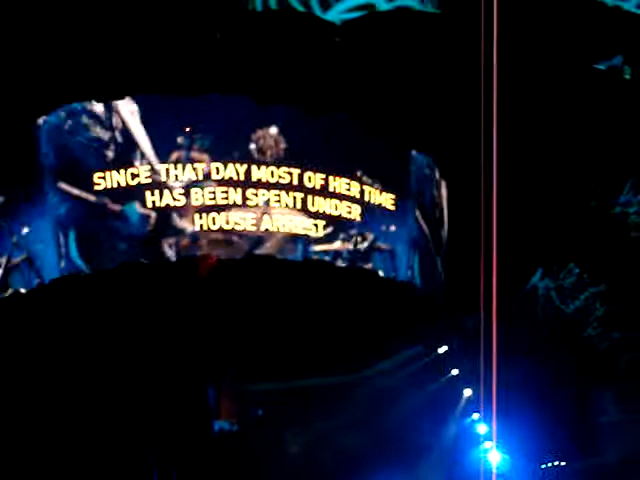 SINCE THAT DAY MOST OF HER TIME
HAS BEEN SPENT UNDER
HOUSE ARREST